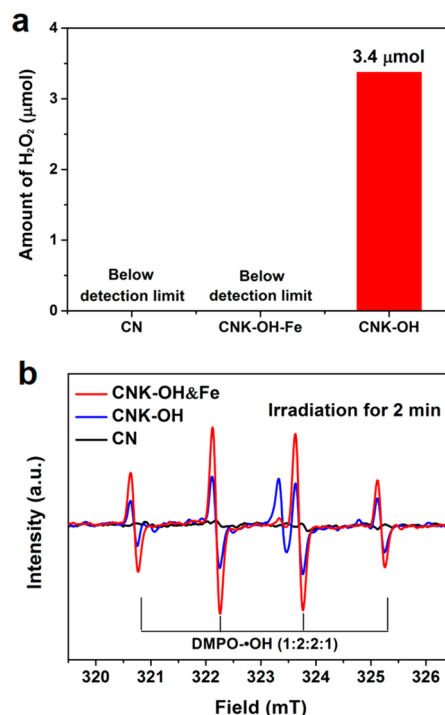 a
Amount of H₂O₂ (μmol)
4
3
2
1
0
3.4 μmol
Below
detection limit
Below
detection limit
CN
CNK-OH-Fe
CNK-OH
b
Intensity (a.u.)
CNK-OH&Fe
CNK-OH
CN
Irradiation for 2 min
DMPO-•OH (1:2:2:1)
320 321 322 323 324 325 326
Field (mT)